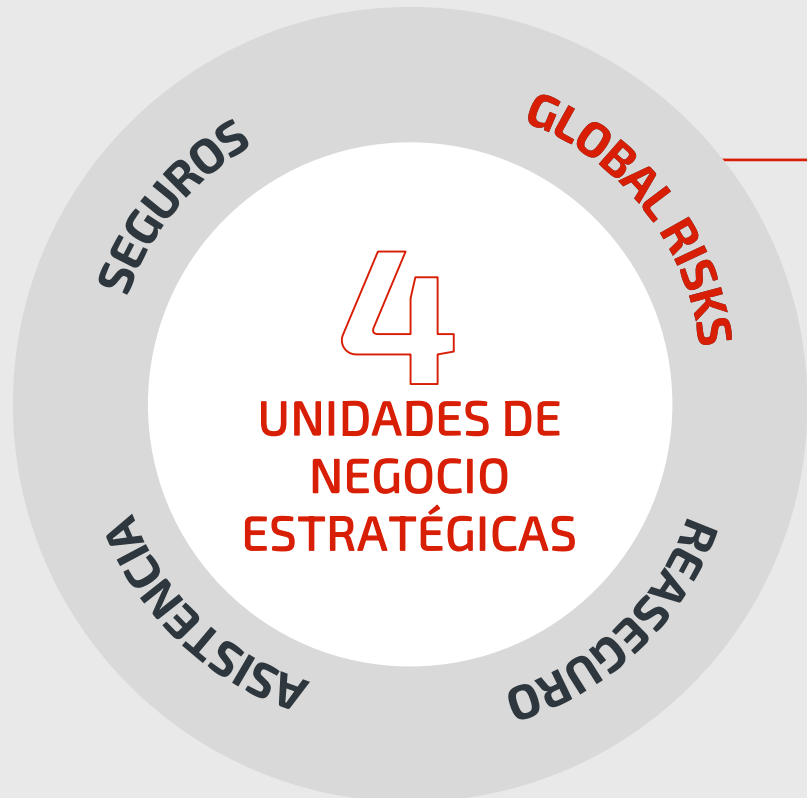 SEGUROS
GLOBAL RISKS
4
UNIDADES DE
NEGOCIO
ESTRATÉGICAS
ASISTENCIA
REASEGURO